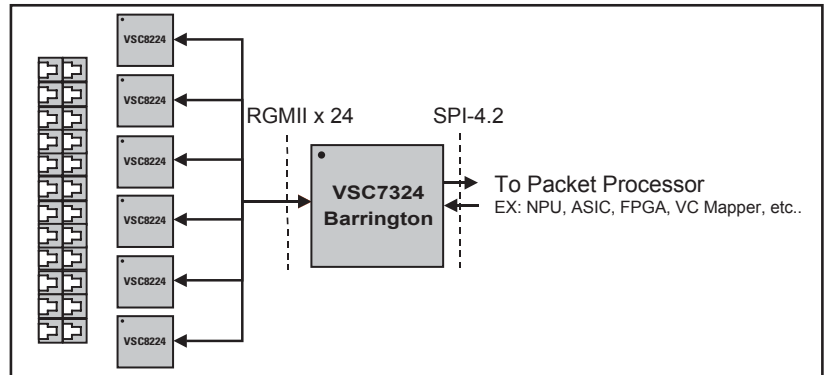 VSC8224
VSC8224
VSC8224
VSC8224
VSC8224
VSC8224
RGMII x 24
SPI-4.2
VSC7324
Barrington
To Packet Processor
EX: NPU, ASIC, FPGA, VC Mapper, etc..